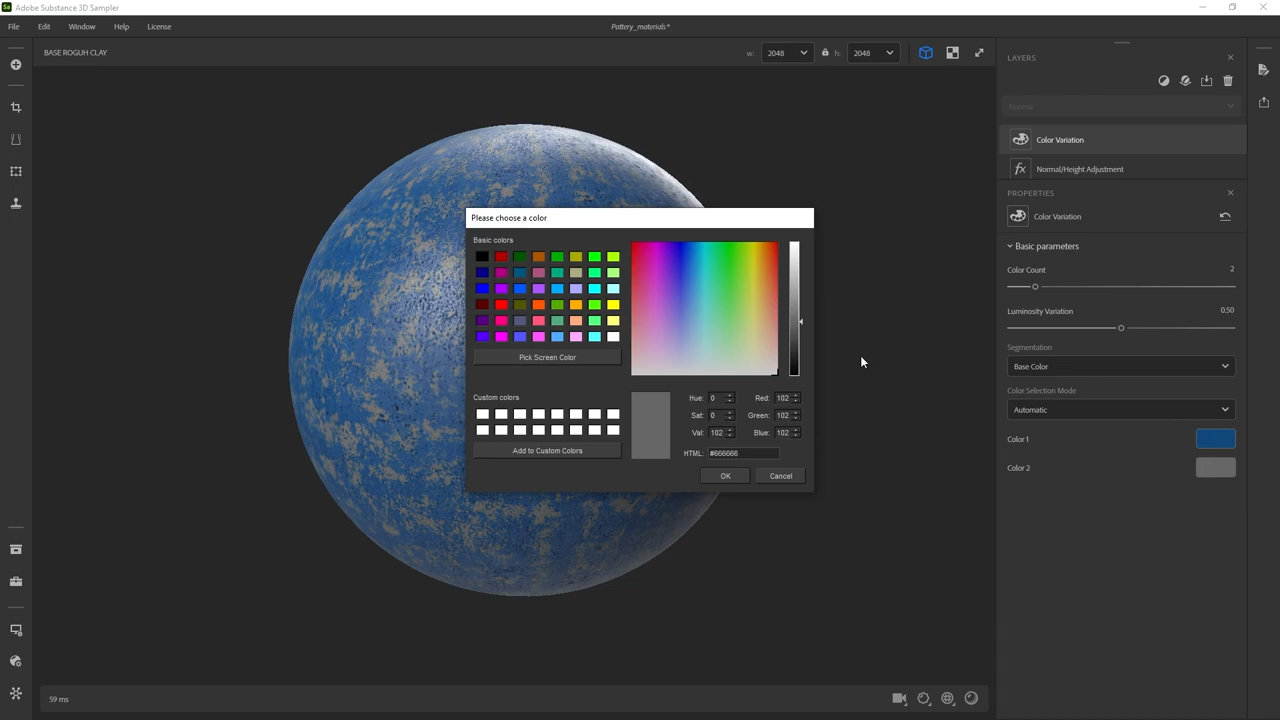 Adobe Substance 3D Sampler
File Edit Window Help License
Pottery_materials*
BASE ROGUH CLAY
w: 2048 h: 2048
LAYERS
Normal
Color Variation
Normal/Height Adjustment
PROPERTIES
Color Variation
Basic parameters
Color Count 2
Luminosity Variation 0.50
Segmentation
Base Color
Color Selection Mode
Automatic
Color 1
Color 2
Please choose a color
Basic colors
Pick Screen Color
Custom colors
Add to Custom Colors
Hue: 0 Red: 102
Sat: 0 Green: 102
Val: 102 Blue: 102
HTML: #666666
OK Cancel
59 ms